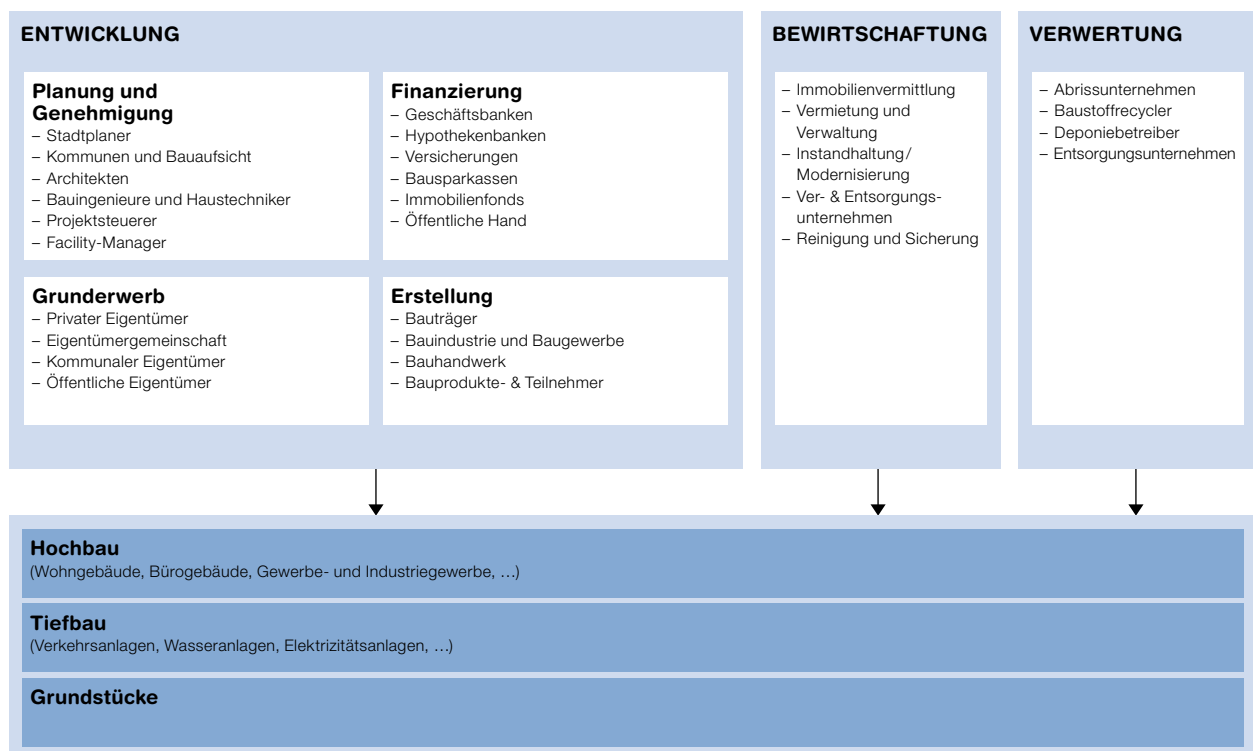 ENTWICKLUNG
Planung und
Genehmigung
– Stadtplaner
– Kommunen und Bauaufsicht
– Architekten
– Bauingenieure und Haustechniker
– Projektsteuerer
– Facility-Manager
Finanzierung
– Geschäftsbanken
– Hypothekenbanken
– Versicherungen
– Bausparkassen
– Immobilienfonds
– Öffentliche Hand
Grunderwerb
– Privater Eigentümer
– Eigentümergemeinschaft
– Kommunaler Eigentümer
– Öffentliche Eigentümer
Erstellung
– Bauträger
– Bauindustrie und Baugewerbe
– Bauhandwerk
– Bauprodukte- & Teilnehmer
BEWIRTSCHAFTUNG
– Immobilienvermittlung
– Vermietung und
Verwaltung
– Instandhaltung/
Modernisierung
– Ver- & Entsorgungs-
unternehmen
– Reinigung und Sicherung
VERWERTUNG
– Abrissunternehmen
– Baustoffrecycler
– Deponiebetreiber
– Entsorgungsunternehmen
Hochbau
(Wohngebäude, Bürogebäude, Gewerbe- und Industriegewerbe, …)
Tiefbau
(Verkehrsanlagen, Wasseranlagen, Elektrizitätsanlagen, …)
Grundstücke